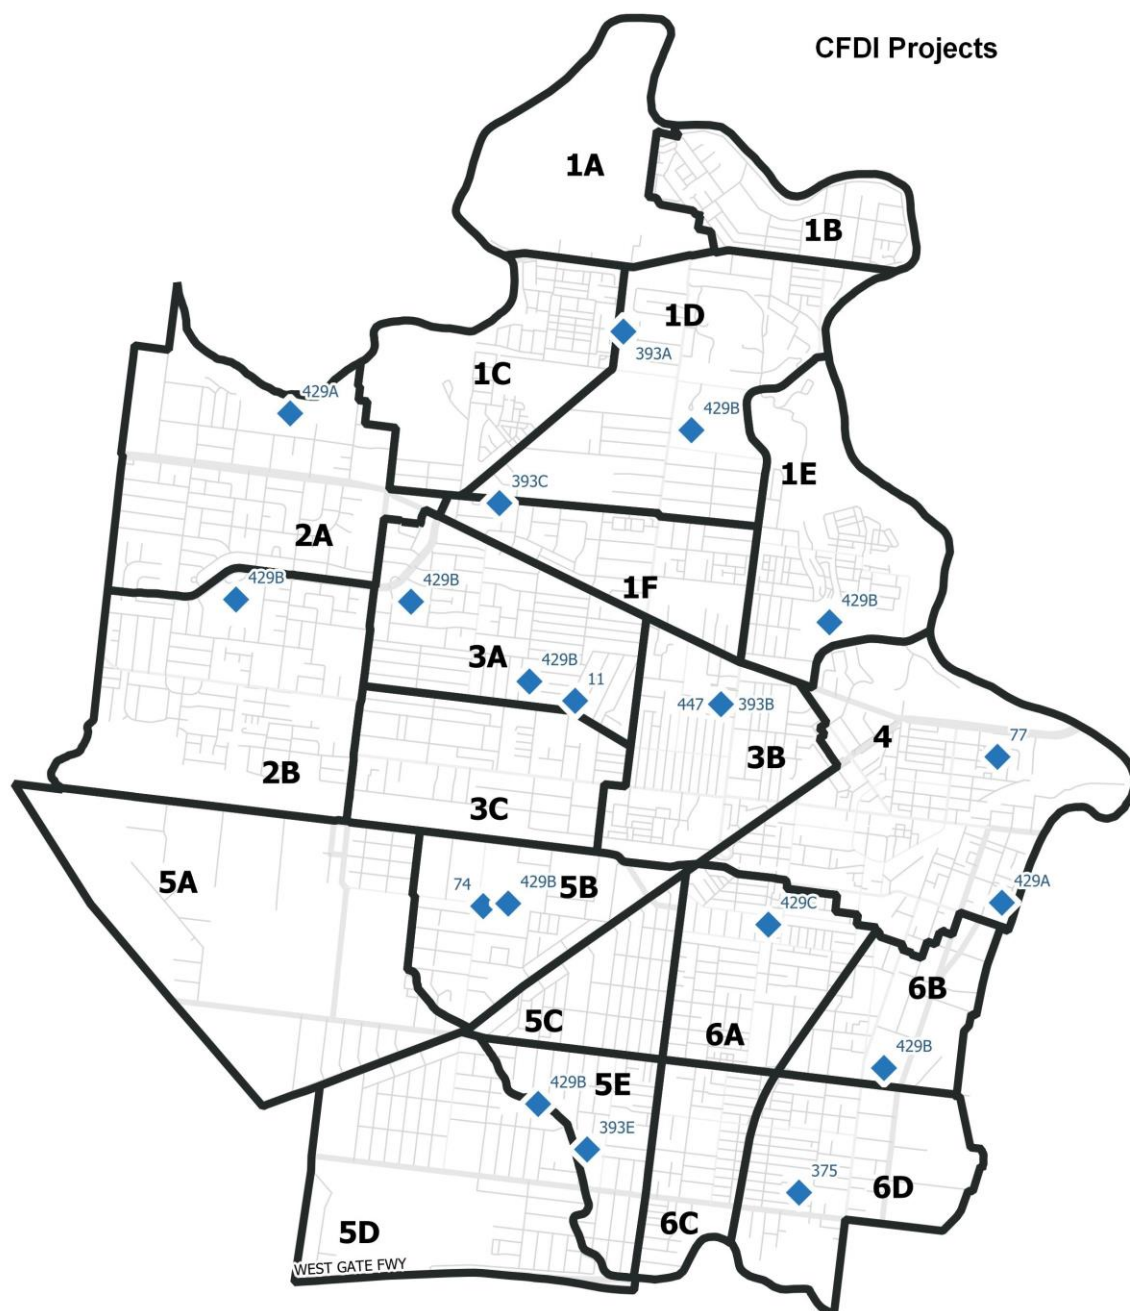 CFDI Projects
1A
1B
1D
393A
1C
429A
429B
1E
393C
2A
429B
429B
1F
429B
3A
429B
11
447
393B
3B
4
77
2B
3C
5A
74
429B
5B
429A
429C
6B
5C
6A
429B
429B
5E
393E
375
6D
6C
5D
WEST GATE FWY